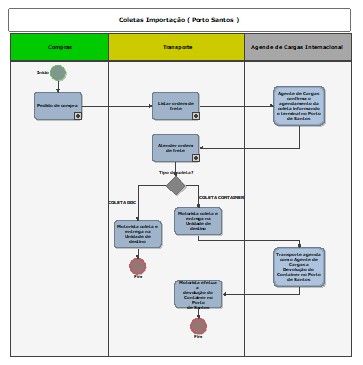 Coletas Importação ( Porto Santos )
Compras
Transporte
Agende de Cargas Internacional
Início
Pedido de compra
Listar ordem de
frete
Agente de Cargas
confirma o
agendamento da
coleta informando
o terminal no Porto
de Santos
Atender ordem de
frete
Tipo da coleta?
COLETA DOC
COLETA CONTAINER
Motorista coleta e
entrega na
Unidade de
destino
Motorista coleta e
entrega na
Unidade de
destino
Fim
Transporte agenda
com o Agente de
Cargas a
Devolução do
Container no Porto
de Santos
Motorista efetua
a
devolução do
Container no
Porto
de Santos
Fim